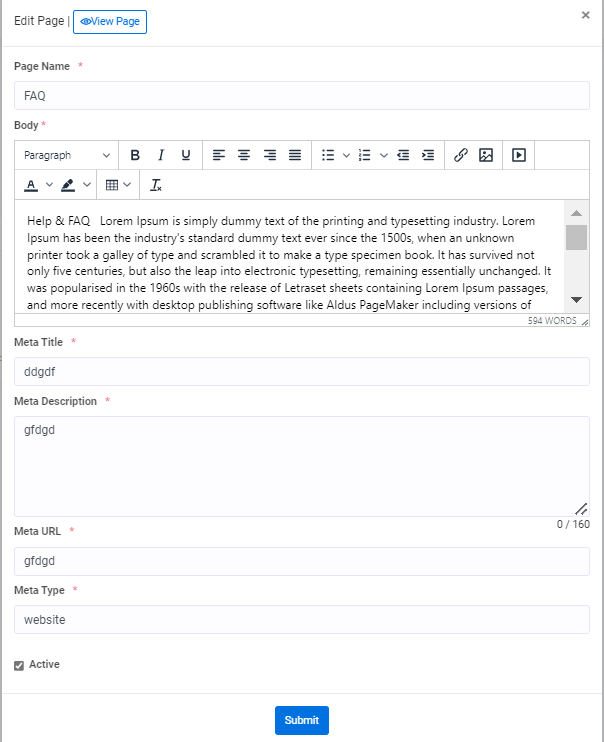 Edit Page | View Page
×
Page Name *
FAQ
Body *
Paragraph B I U
A
Help & FAQ Lorem Ipsum is simply dummy text of the printing and typesetting industry. Lorem
Ipsum has been the industry's standard dummy text ever since the 1500s, when an unknown
printer took a galley of type and scrambled it to make a type specimen book. It has survived not
only five centuries, but also the leap into electronic typesetting, remaining essentially unchanged. It
was popularised in the 1960s with the release of Letraset sheets containing Lorem Ipsum passages,
and more recently with desktop publishing software like Aldus PageMaker including versions of
594 WORDS
Meta Title *
ddgdf
Meta Description *
gfdgd
0 / 160
Meta URL *
gfdgd
Meta Type *
website
Active
Submit